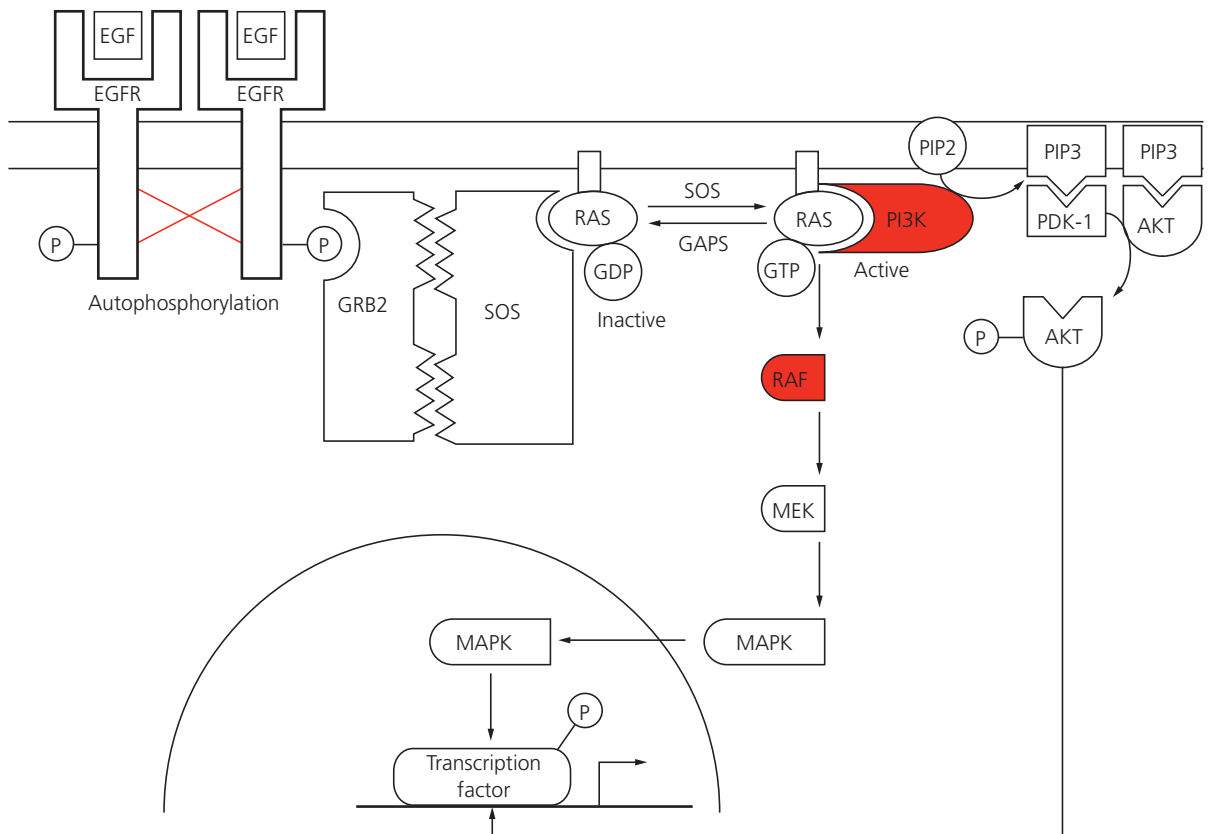 EGF
EGF
EGFR
EGFR
PIP2
PIP3
PIP3
SOS
RAS
RAS
PI3K
PDK-1
AKT
P
P
GAPS
GDP
GTP
Active
Autophosphorylation
GRB2
SOS
Inactive
P
AKT
RAF
MEK
MAPK
MAPK
P
Transcription
factor